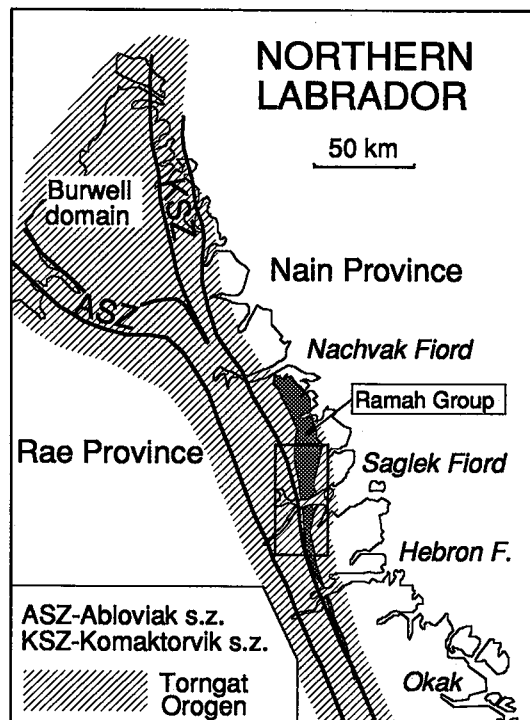 NORTHERN
LABRADOR
50 km
Burwell
domain
KSZ
Nain Province
ASZ
Nachvak Fiord
Ramah Group
Rae Province
Saglek Fiord
Hebron F.
ASZ-Abloviak s.z.
KSZ-Komaktorvik s.z.
Okak
Torngat
Orogen